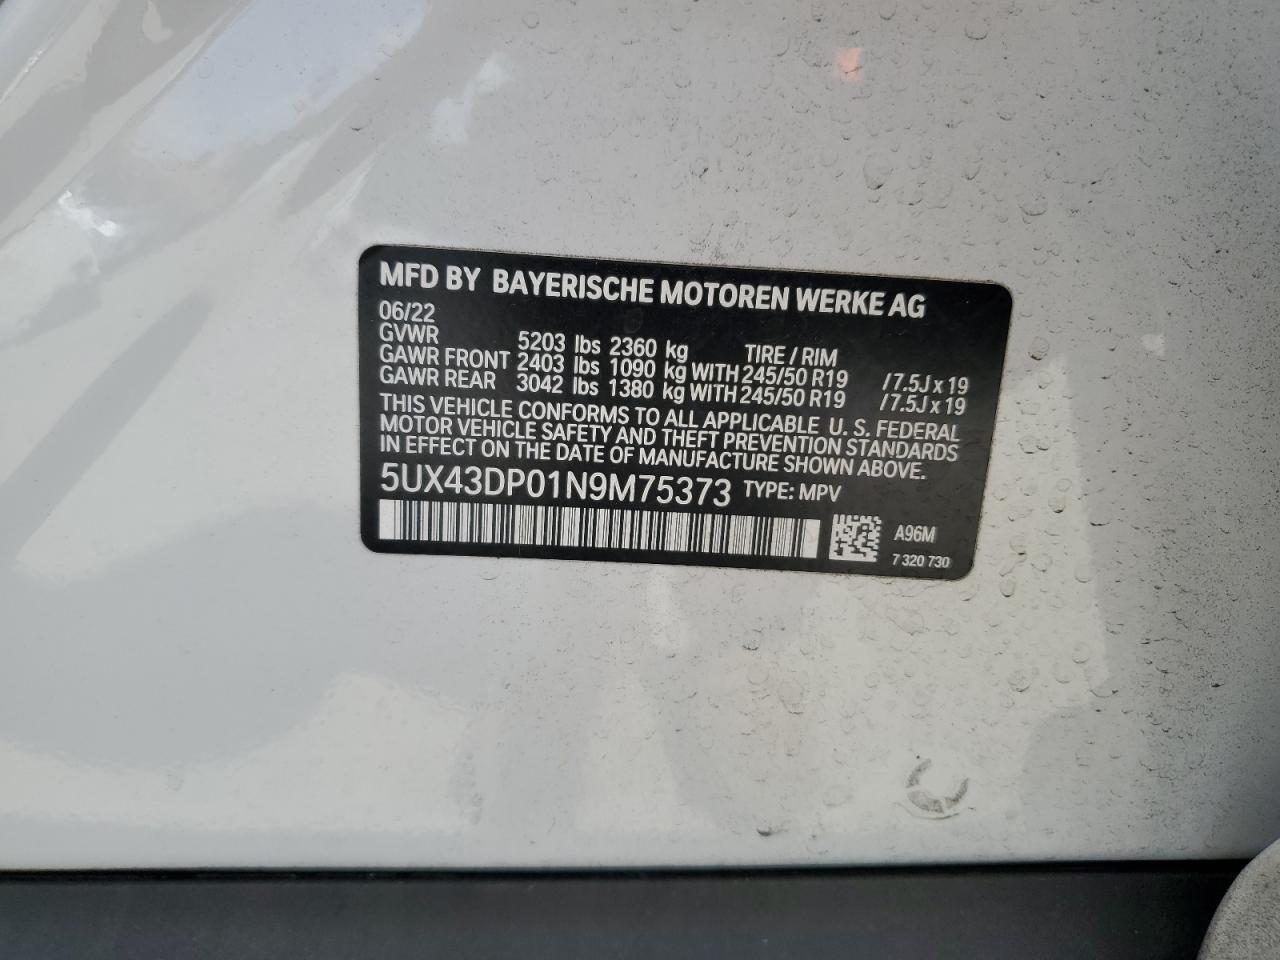 MFD BY BAYERISCHE MOTOREN WERKE AG
06/22
GVWR 5203 lbs 2360 kg TIRE / RIM
GAWR FRONT 2403 lbs 1090 kg WITH 245/50 R19 /7.5J x 19
GAWR REAR 3042 lbs 1380 kg WITH 245/50 R19 /7.5J x 19
THIS VEHICLE CONFORMS TO ALL APPLICABLE U. S. FEDERAL
MOTOR VEHICLE SAFETY AND THEFT PREVENTION STANDARDS
IN EFFECT ON THE DATE OF MANUFACTURE SHOWN ABOVE.
5UX43DP01N9M75373 TYPE: MPV
A96M
7 320 730